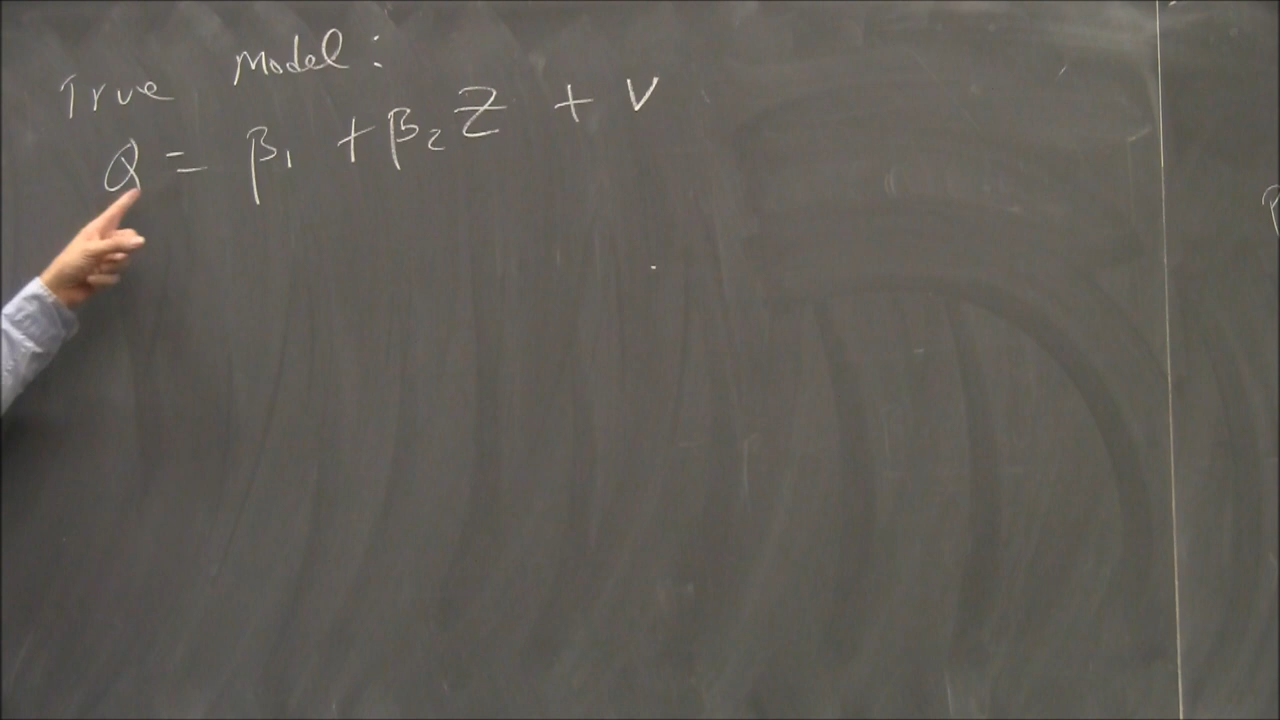 True Model:
Q = β₁ + β₂Z + V